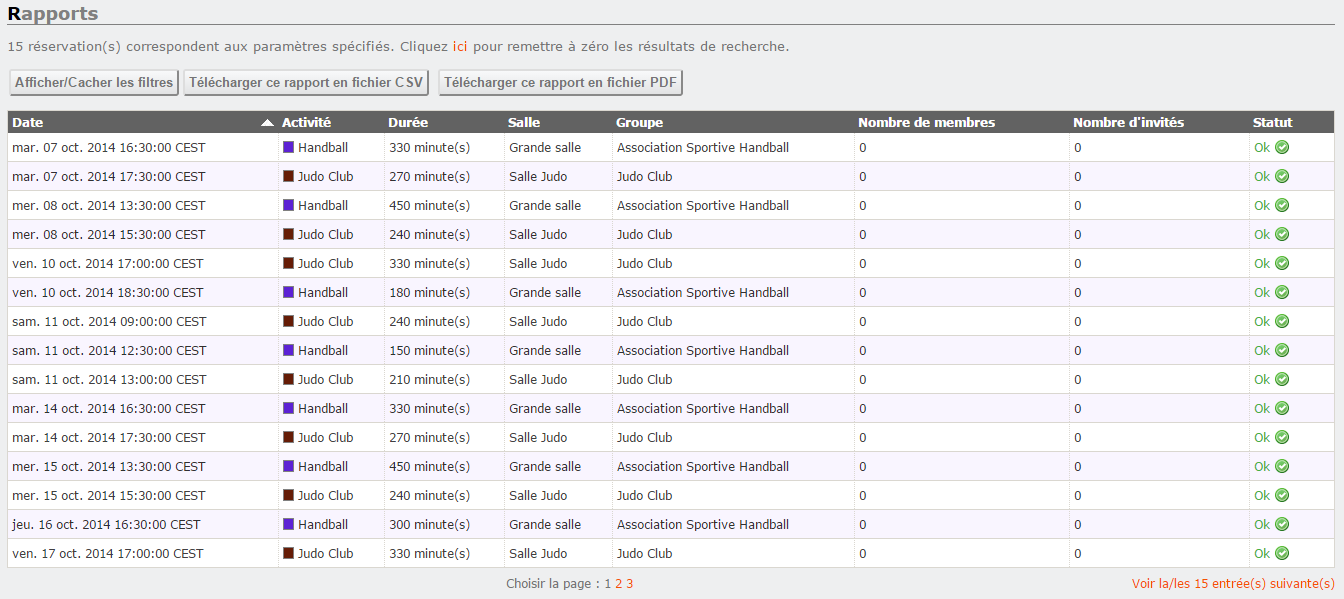 Rapports
15 réservation(s) correspondent aux paramètres spécifiés. Cliquez ici pour remettre à zéro les résultats de recherche.
Afficher/Cacher les filtres Télécharger ce rapport en fichier CSV Télécharger ce rapport en fichier PDF
Date Activité Durée Salle Groupe Nombre de membres Nombre d'invités Statut
mar. 07 oct. 2014 16:30:00 CEST Handball 330 minute(s) Grande salle Association Sportive Handball 0 0 Ok
mar. 07 oct. 2014 17:30:00 CEST Judo Club 270 minute(s) Salle Judo Judo Club 0 0 Ok
mer. 08 oct. 2014 13:30:00 CEST Handball 450 minute(s) Grande salle Association Sportive Handball 0 0 Ok
mer. 08 oct. 2014 15:30:00 CEST Judo Club 240 minute(s) Salle Judo Judo Club 0 0 Ok
ven. 10 oct. 2014 17:00:00 CEST Judo Club 330 minute(s) Salle Judo Judo Club 0 0 Ok
ven. 10 oct. 2014 18:30:00 CEST Handball 180 minute(s) Grande salle Association Sportive Handball 0 0 Ok
sam. 11 oct. 2014 09:00:00 CEST Judo Club 240 minute(s) Salle Judo Judo Club 0 0 Ok
sam. 11 oct. 2014 12:30:00 CEST Handball 150 minute(s) Grande salle Association Sportive Handball 0 0 Ok
sam. 11 oct. 2014 13:00:00 CEST Judo Club 210 minute(s) Salle Judo Judo Club 0 0 Ok
mar. 14 oct. 2014 16:30:00 CEST Handball 330 minute(s) Grande salle Association Sportive Handball 0 0 Ok
mar. 14 oct. 2014 17:30:00 CEST Judo Club 270 minute(s) Salle Judo Judo Club 0 0 Ok
mer. 15 oct. 2014 13:30:00 CEST Handball 450 minute(s) Grande salle Association Sportive Handball 0 0 Ok
mer. 15 oct. 2014 15:30:00 CEST Judo Club 240 minute(s) Salle Judo Judo Club 0 0 Ok
jeu. 16 oct. 2014 16:30:00 CEST Handball 300 minute(s) Grande salle Association Sportive Handball 0 0 Ok
ven. 17 oct. 2014 17:00:00 CEST Judo Club 330 minute(s) Salle Judo Judo Club 0 0 Ok
Choisir la page : 1 2 3 Voir la/les 15 entrée(s) suivante(s)